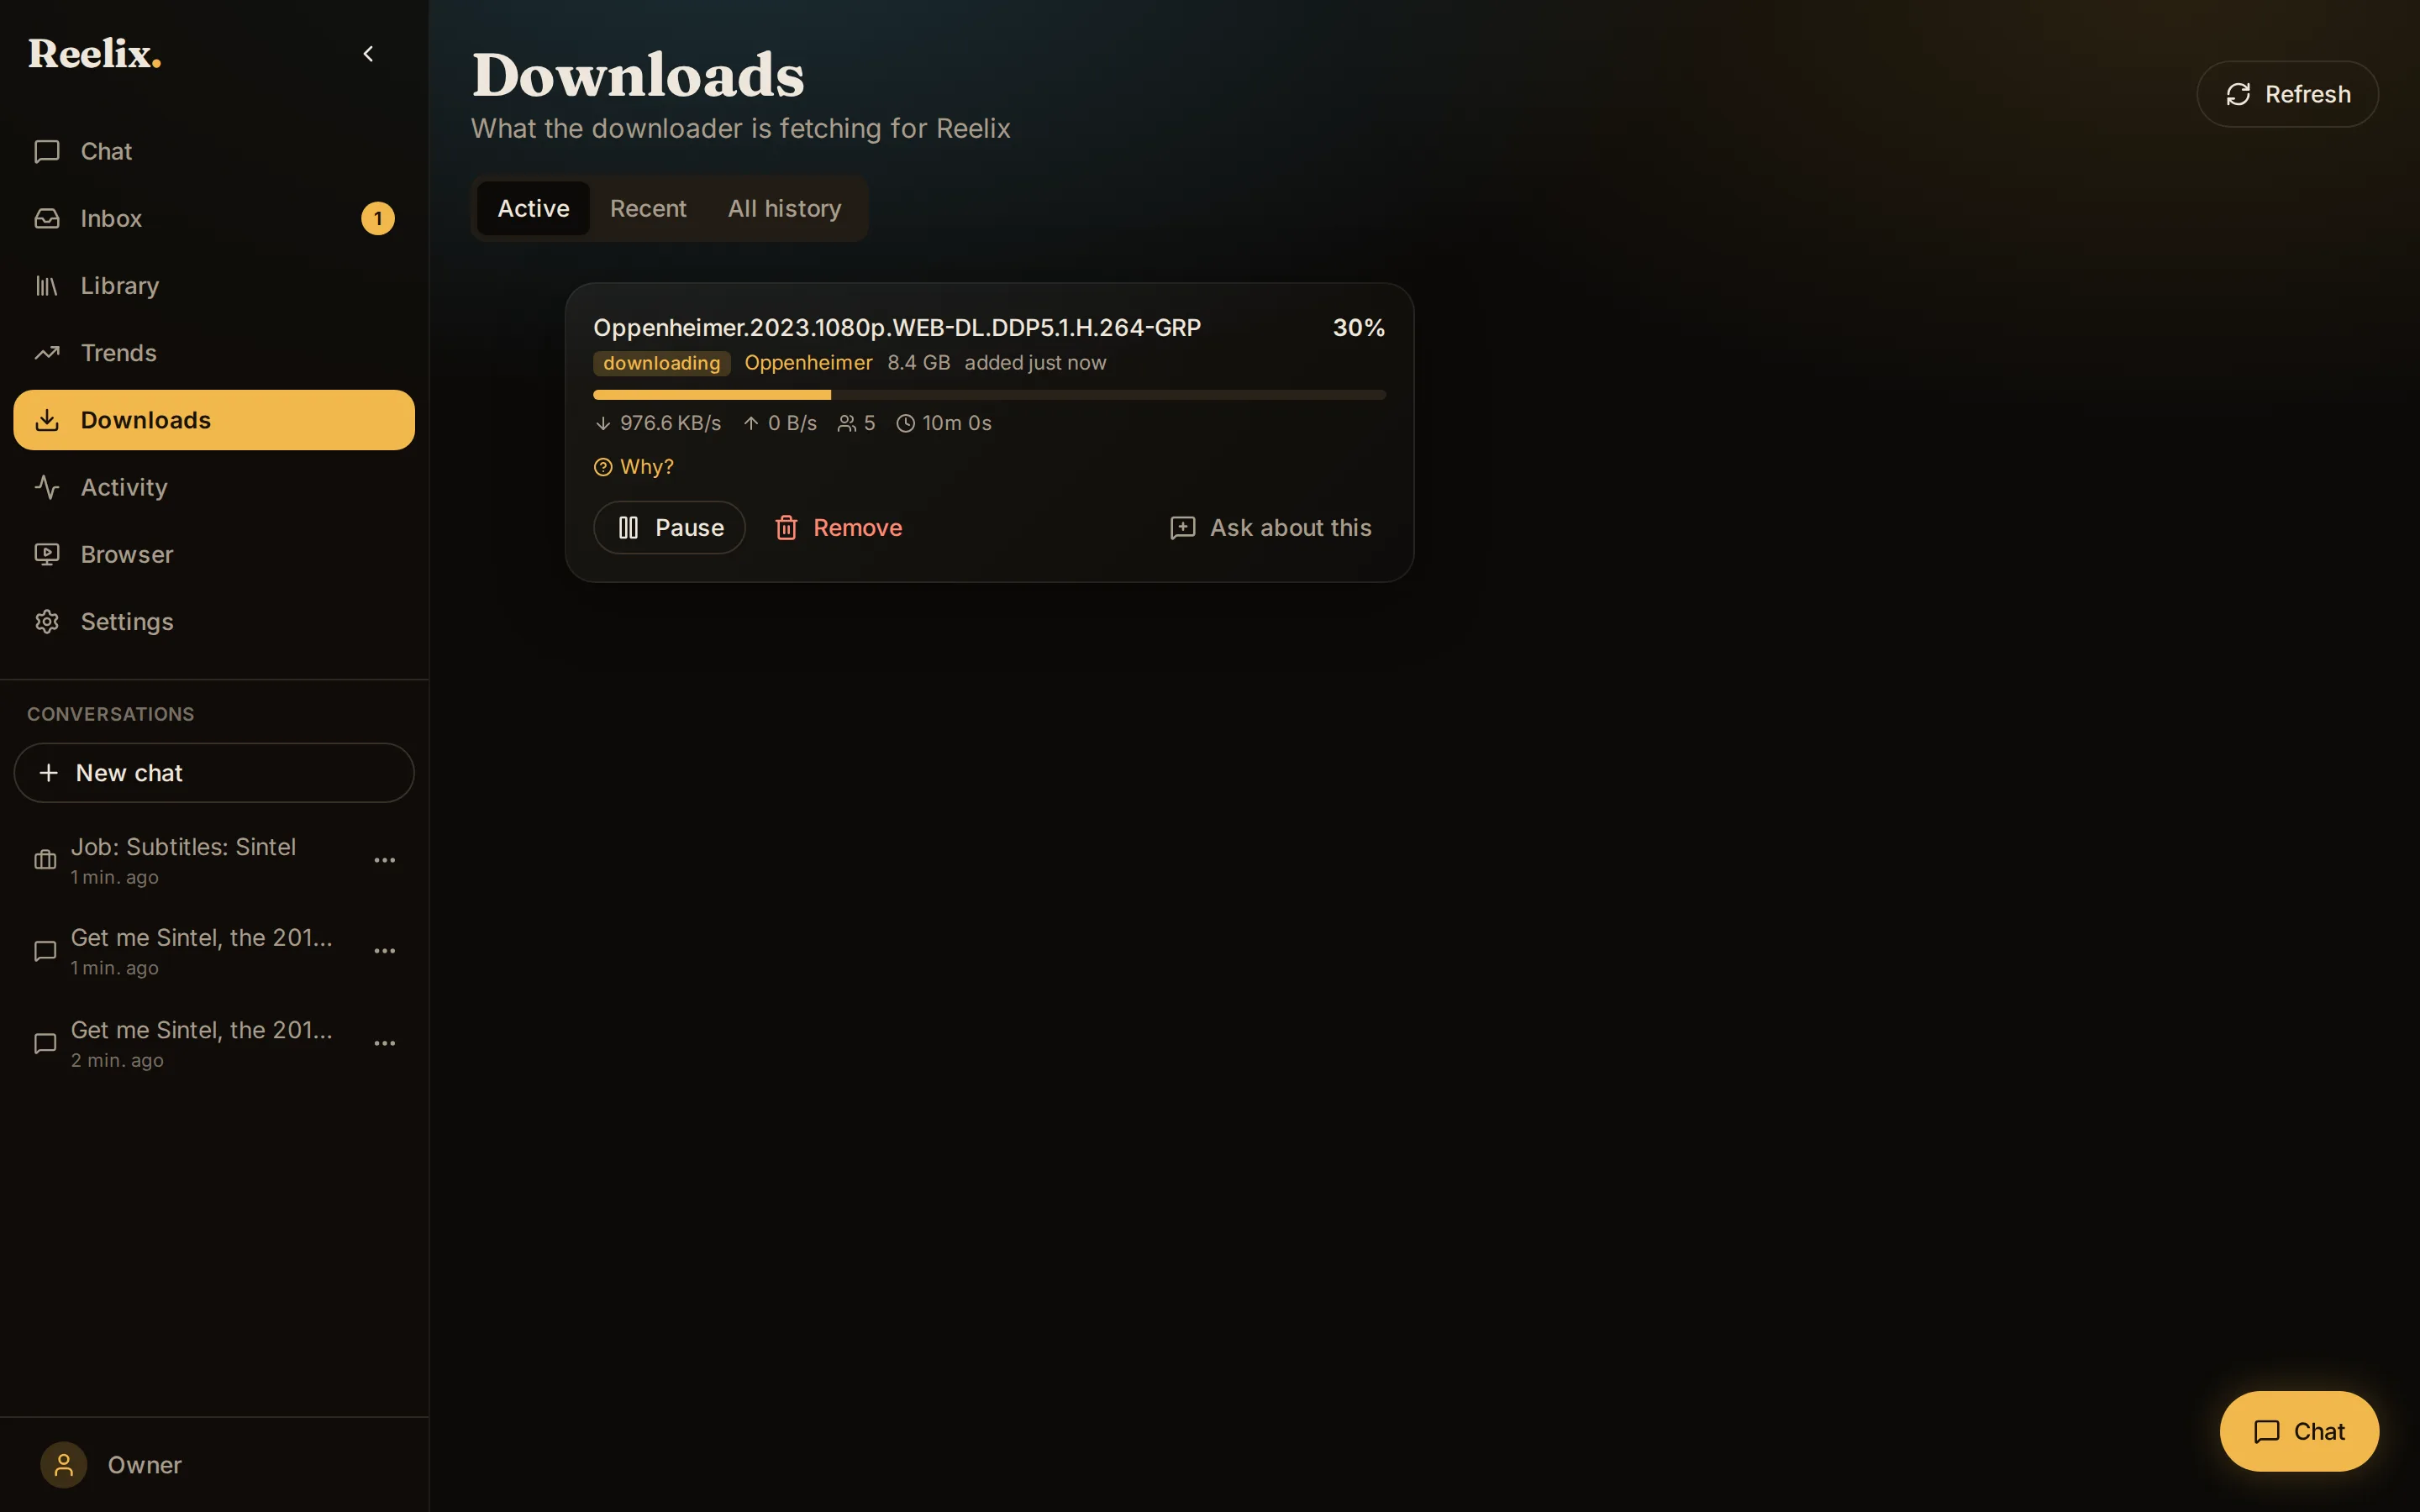 Reelix.
Chat
Inbox
1
Library
Trends
Downloads
Activity
Browser
Settings
CONVERSATIONS
New chat
Job: Subtitles: Sintel
1 min. ago
Get me Sintel, the 201...
1 min. ago
Get me Sintel, the 201...
2 min. ago
Owner
Downloads
What the downloader is fetching for Reelix
Refresh
Active Recent All history
Oppenheimer.2023.1080p.WEB-DL.DDP5.1.H.264-GRP 30%
downloading Oppenheimer 8.4 GB added just now
976.6 KB/s 0 B/s 5 10m 0s
Why?
Pause Remove Ask about this
Chat